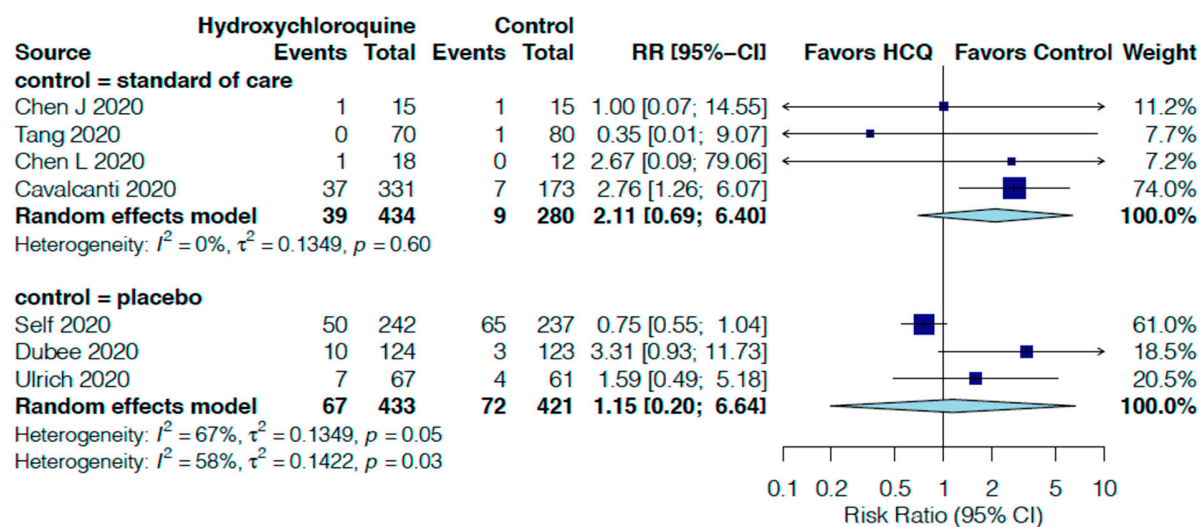 Hydroxychloroquine Control
Source Events Total Events Total RR [95%−CI] Favors HCQ Favors Control Weight
control = standard of care
Chen J 2020 1 15 1 15 1.00 [0.07; 14.55] 11.2%
Tang 2020 0 70 1 80 0.35 [0.01; 9.07] 7.7%
Chen L 2020 1 18 0 12 2.67 [0.09; 79.06] 7.2%
Cavalcanti 2020 37 331 7 173 2.76 [1.26; 6.07] 74.0%
Random effects model 39 434 9 280 2.11 [0.69; 6.40] 100.0%
Heterogeneity: I² = 0%, τ² = 0.1349, p = 0.60
control = placebo
Self 2020 50 242 65 237 0.75 [0.55; 1.04] 61.0%
Dubee 2020 10 124 3 123 3.31 [0.93; 11.73] 18.5%
Ulrich 2020 7 67 4 61 1.59 [0.49; 5.18] 20.5%
Random effects model 67 433 72 421 1.15 [0.20; 6.64] 100.0%
Heterogeneity: I² = 67%, τ² = 0.1349, p = 0.05
Heterogeneity: I² = 58%, τ² = 0.1422, p = 0.03
0.1 0.2 0.5 1 2 5 10
Risk Ratio (95% CI)